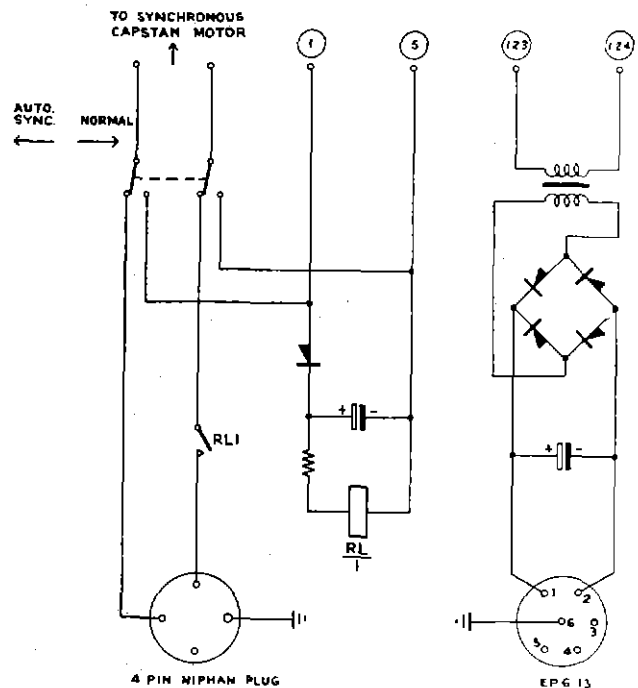 TO SYNCHRONOUS
CAPSTAN MOTOR
1
5
123
124
AUTO.
SYNC. NORMAL
+ -
RL1
+ -
RL
1
1 2
6 3
5 4
4 PIN NIPHAN PLUG
EPG 13